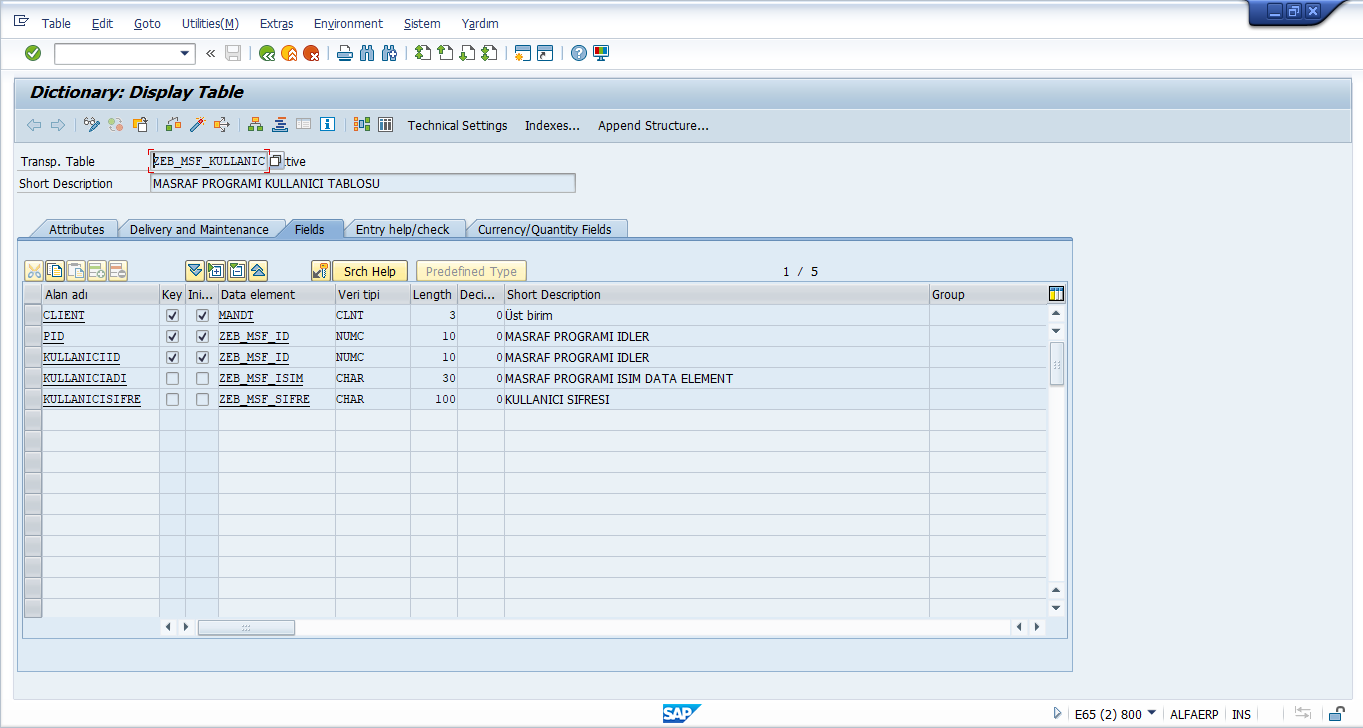 Table Edit Goto Utilities(M) Extras Environment Sistem Yardım
Dictionary: Display Table
Technical Settings Indexes... Append Structure...
Transp. Table ZEB_MSF_KULLANIC tive
Short Description MASRAF PROGRAMI KULLANICI TABLOSU
Attributes Delivery and Maintenance Fields Entry help/check Currency/Quantity Fields
Srch Help Predefined Type 1 / 5
Alan adı Key Ini... Data element Veri tipi Length Deci... Short Description Group
CLIENT MANDT CLNT 3 0 Üst birim
PID ZEB_MSF_ID NUMC 10 0 MASRAF PROGRAMI IDLER
KULLANICIID ZEB_MSF_ID NUMC 10 0 MASRAF PROGRAMI IDLER
KULLANICIADI ZEB_MSF_ISIM CHAR 30 0 MASRAF PROGRAMI ISIM DATA ELEMENT
KULLANICISIFRE ZEB_MSF_SIFRE CHAR 100 0 KULLANICI SIFRESI
SAP E65 (2) 800 ALFAERP INS